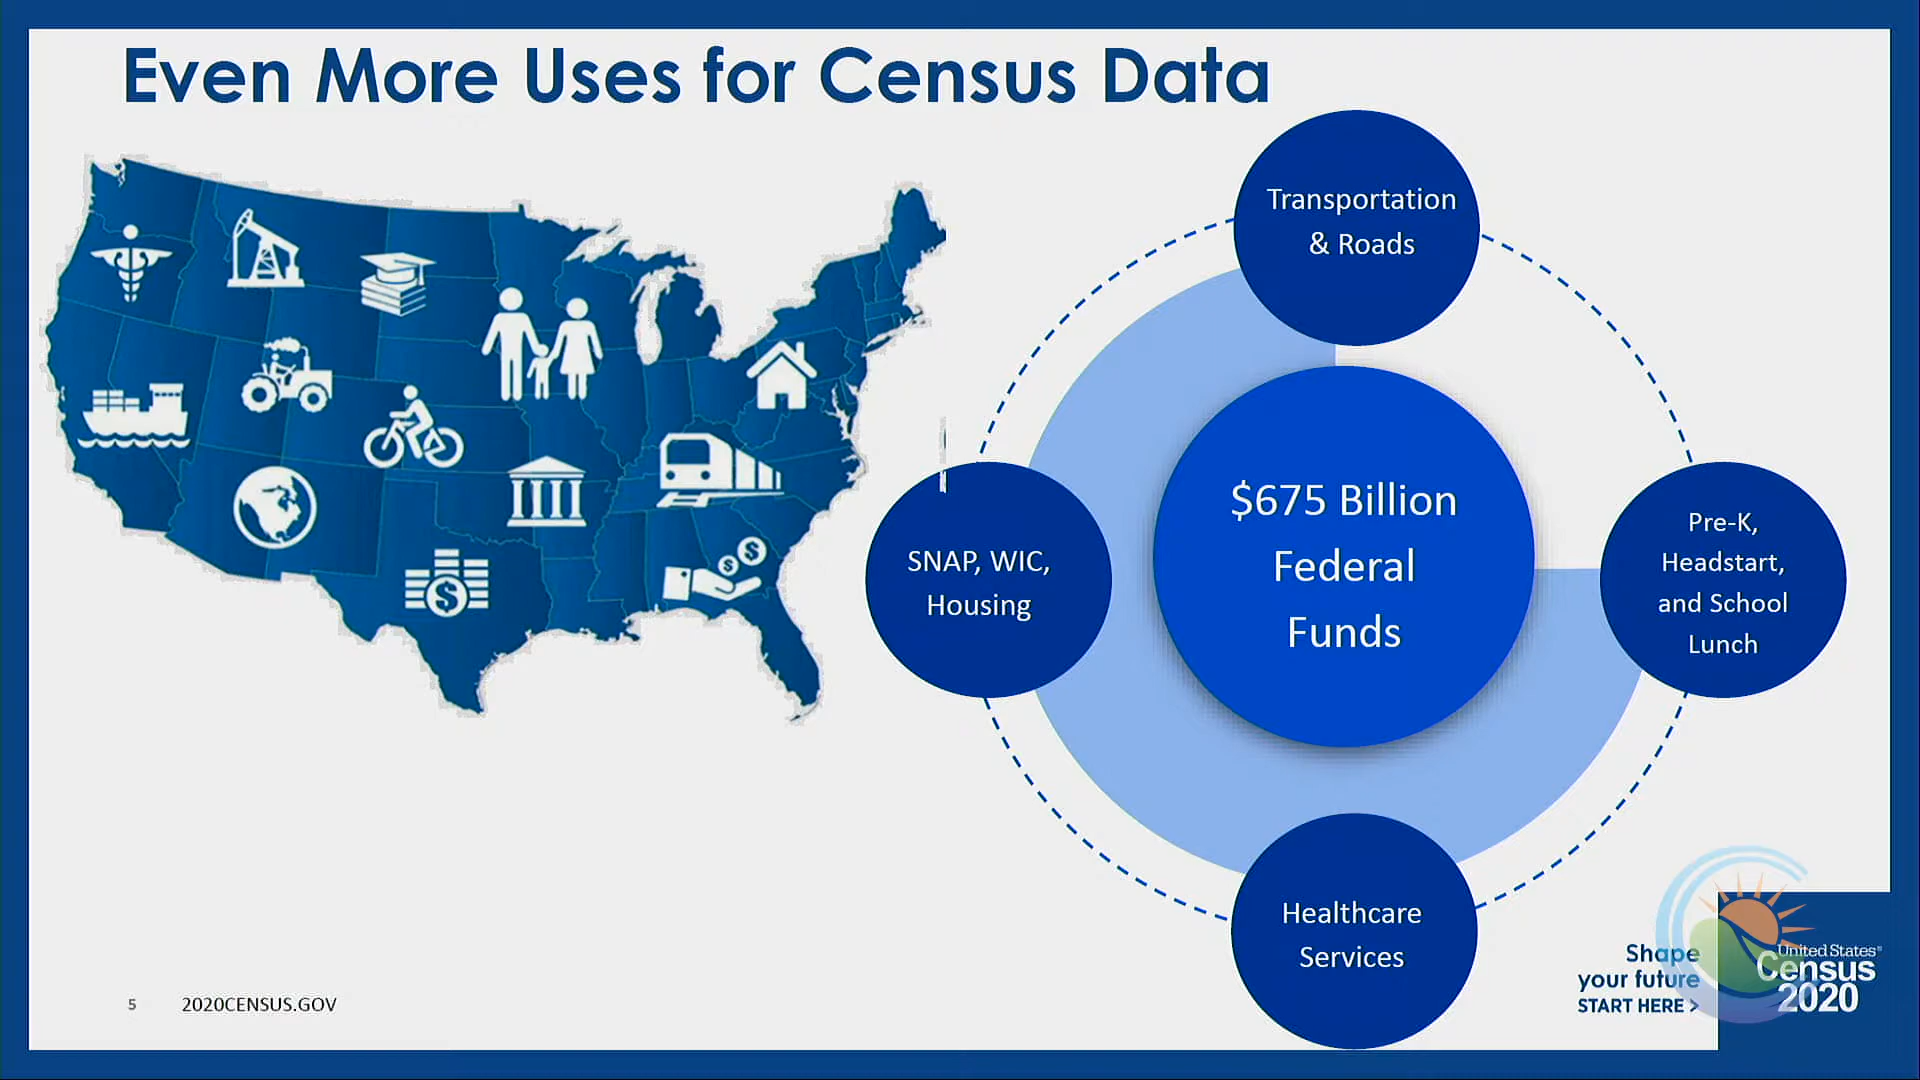 Even More Uses for Census Data
Transportation
& Roads
$675 Billion
Federal
Funds
SNAP, WIC,
Housing
Pre-K,
Headstart,
and School
Lunch
Healthcare
Services
Shape
your future
START HERE >
United States®
Census
2020
5
2020CENSUS.GOV